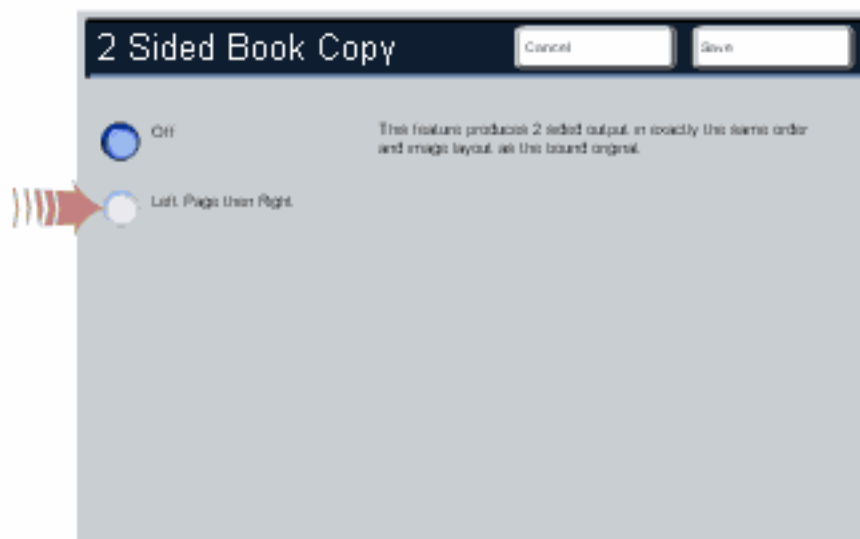 2 Sided Book Copy
Cancel
Save
Off
This feature produces 2 sided output in exactly the same order
and image layout as the bound original.
Left Page then Right